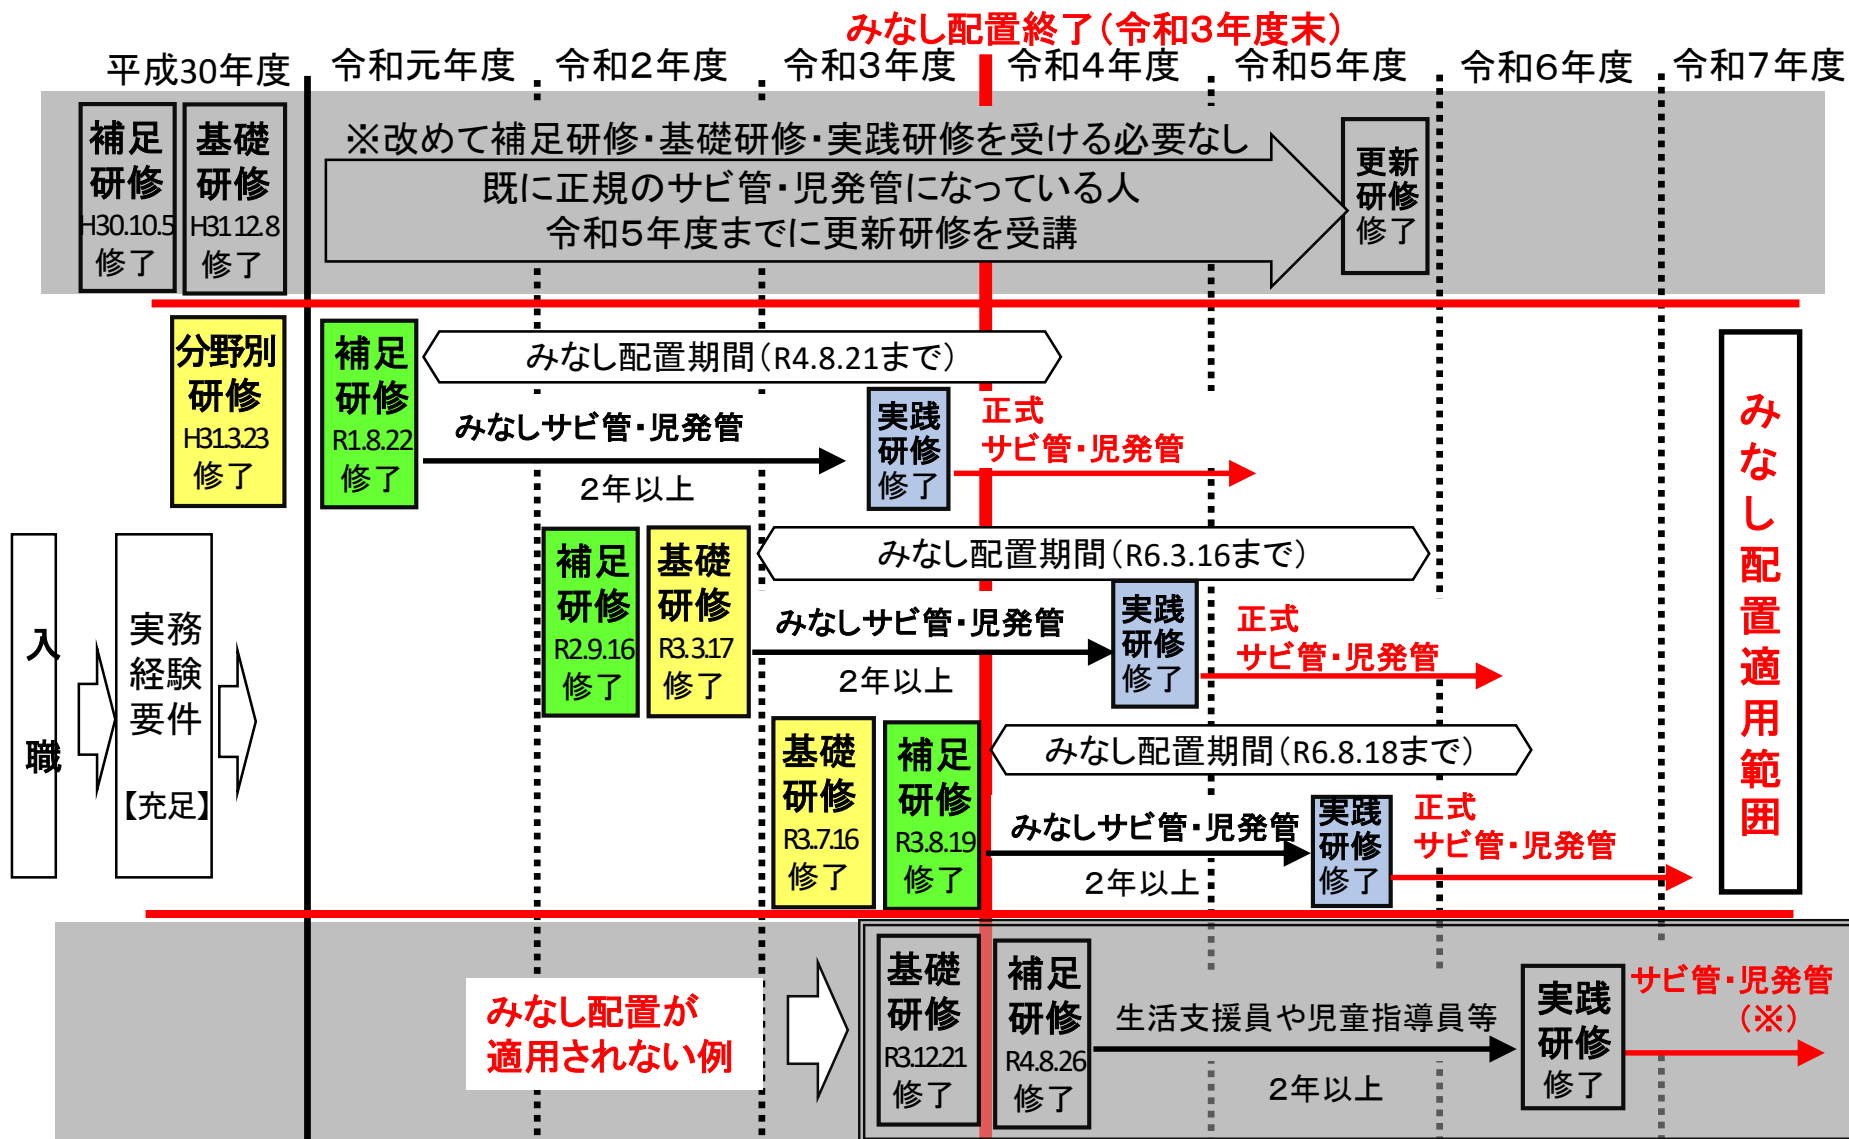 みなし配置終了（令和３年度末）
平成30年度
令和元年度
令和２年度
令和３年度
令和４年度
令和５年度
令和６年度
令和７年度
補足
研修
H30.10.5
修了
基礎
研修
H31.12.8
修了
※改めて補足研修・基礎研修・実践研修を受ける必要なし
既に正規のサビ管・児発管になっている人
令和５年度までに更新研修を受講
更新
研修
修了
分野別
研修
H31.3.23
修了
補足
研修
R1.8.22
修了
みなし配置期間（R4.8.21まで）
みなしサビ管・児発管
２年以上
実践
研修
修了
正式
サビ管・児発管
補足
研修
R2.9.16
修了
基礎
研修
R3.3.17
修了
みなし配置期間（R6.3.16まで）
みなしサビ管・児発管
２年以上
実践
研修
修了
正式
サビ管・児発管
入
職
実務
経験
要件
【充足】
基礎
研修
R3.7.16
修了
補足
研修
R3.8.19
修了
みなし配置期間（R6.8.18まで）
みなしサビ管・児発管
２年以上
実践
研修
修了
正式
サビ管・児発管
みなし配置適用範囲
みなし配置が
適用されない例
基礎
研修
R3.12.21
修了
補足
研修
R4.8.26
修了
生活支援員や児童指導員等
２年以上
実践
研修
修了
サビ管・児発管
（※）